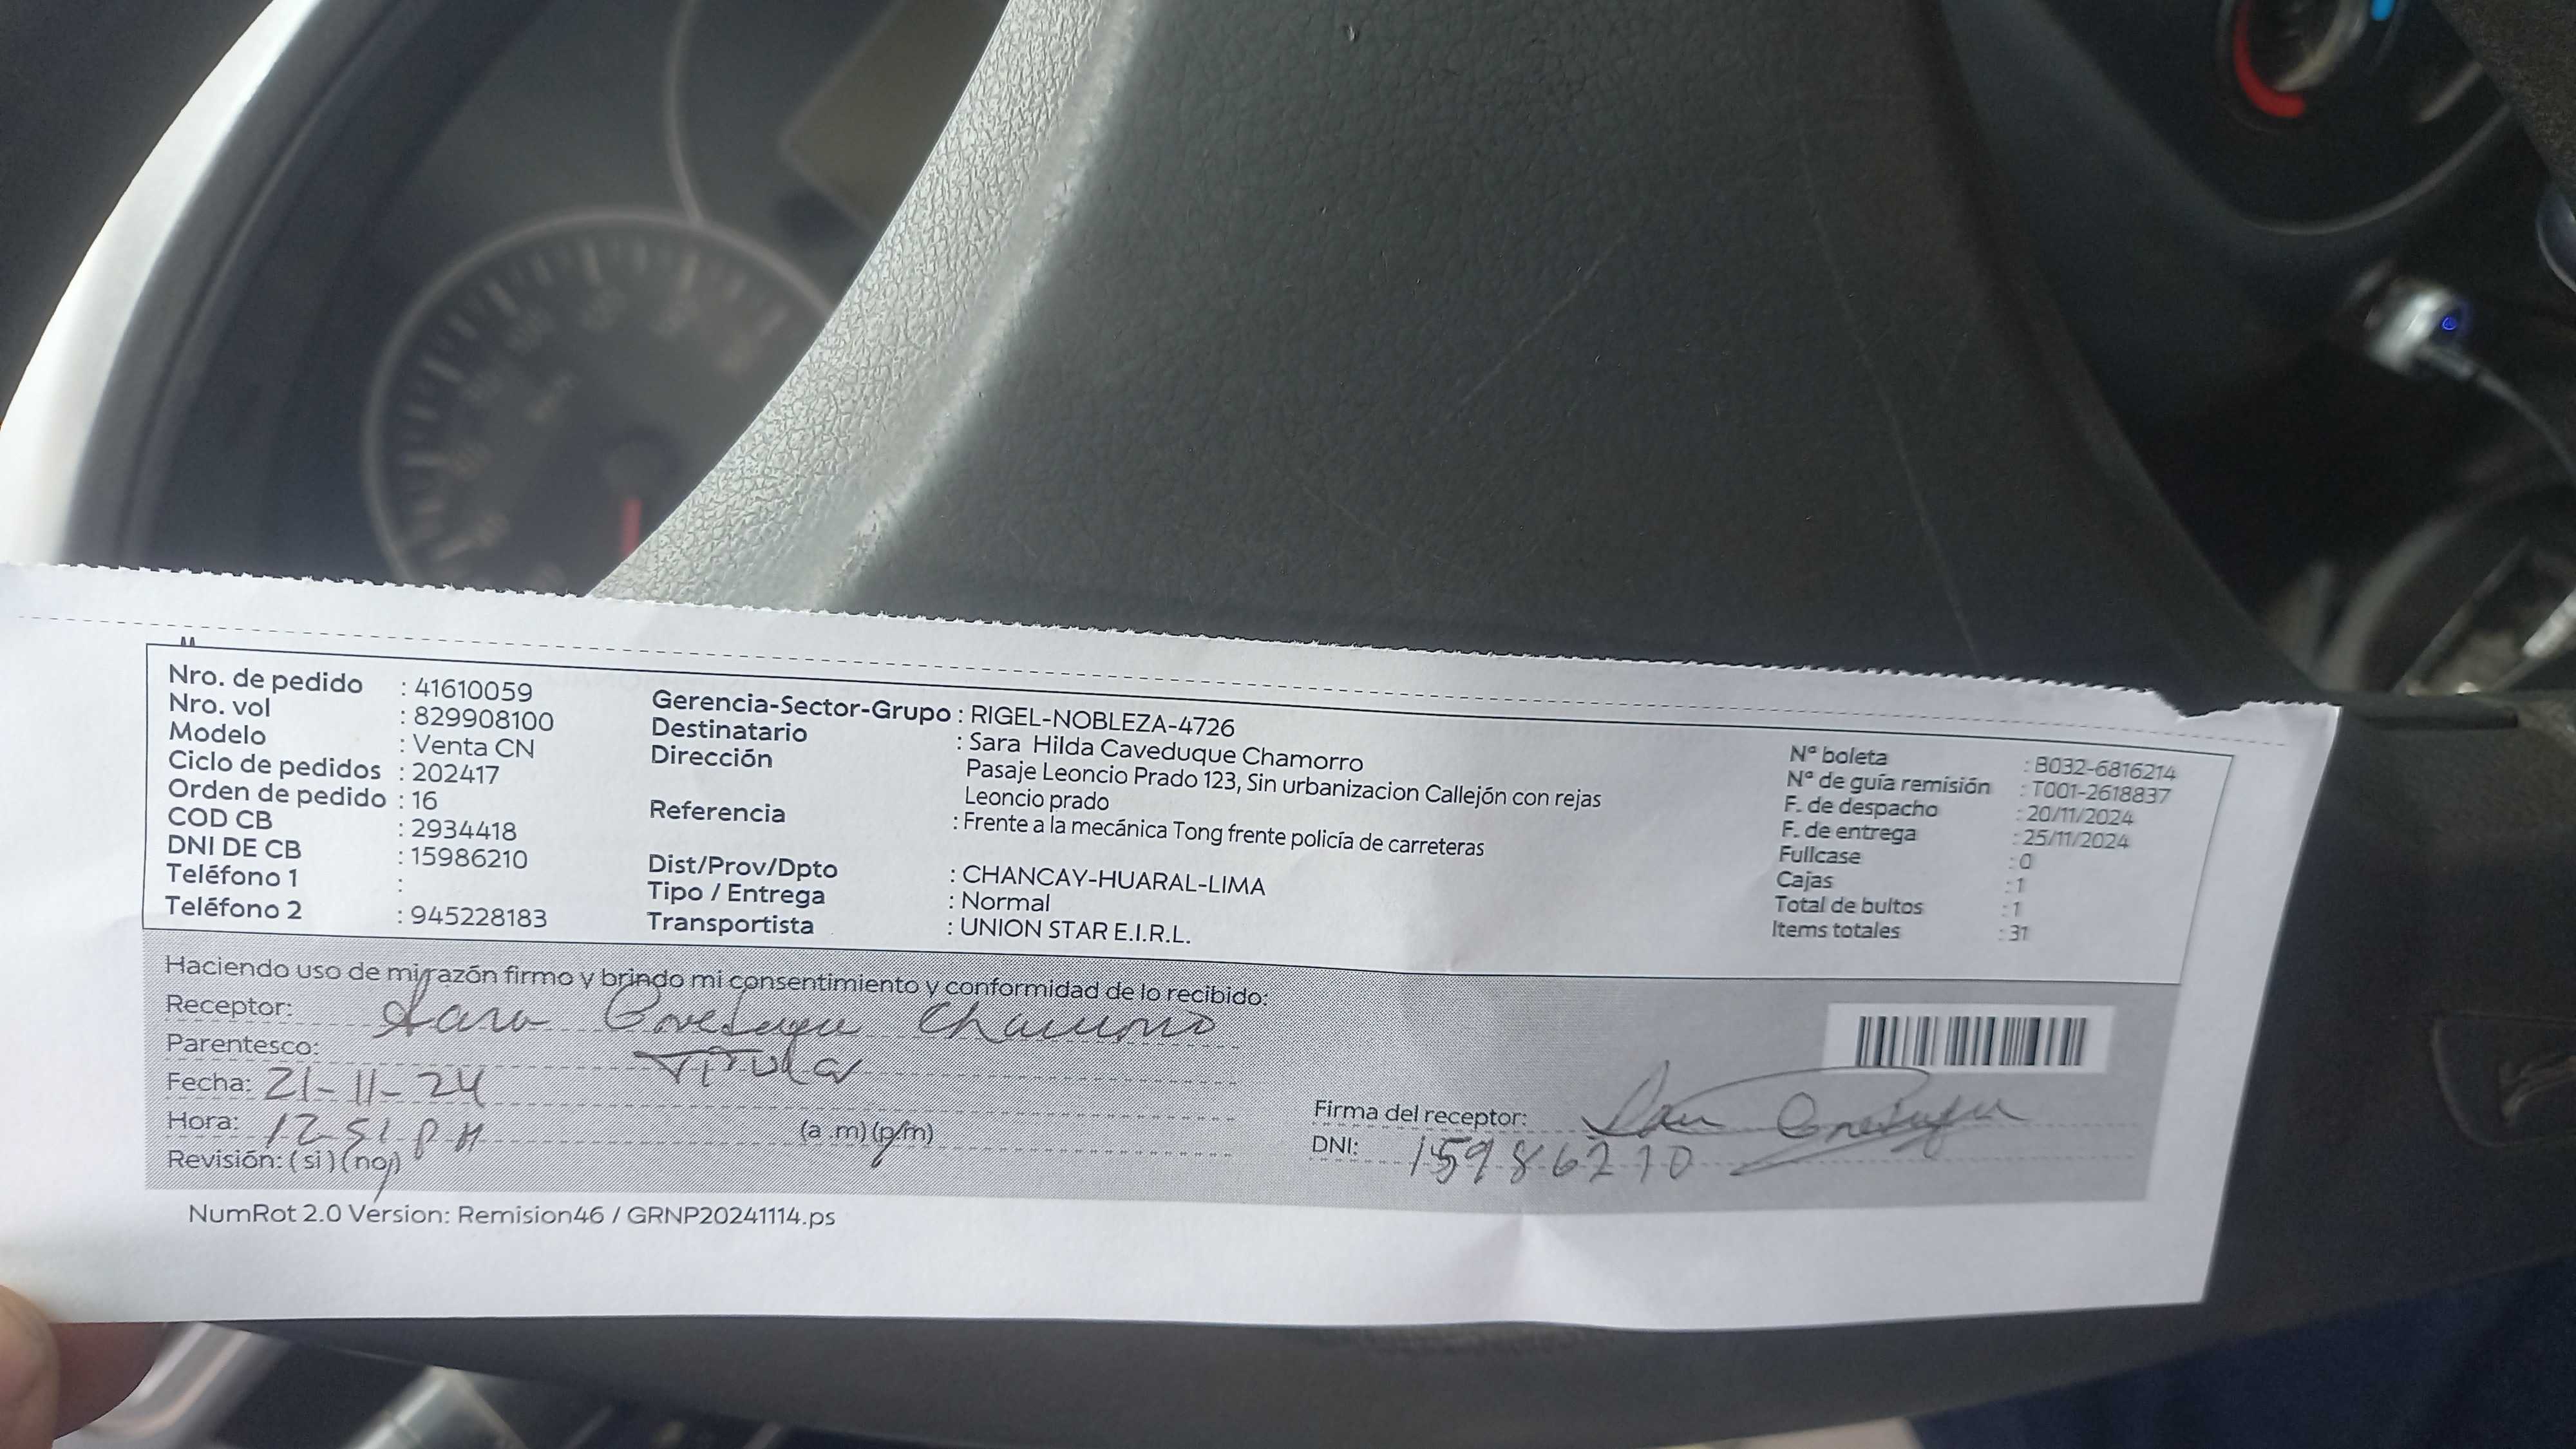 Nro. de pedido : 41610059
Nro. vol : 829908100
Modelo : Venta CN
Ciclo de pedidos : 202417
Orden de pedido : 16
COD CB : 2934418
DNI DE CB : 15986210
Teléfono 1 :
Teléfono 2 : 945228183
Gerencia-Sector-Grupo : RIGEL-NOBLEZA-4726
Destinatario : Sara Hilda Caveduque Chamorro
Dirección Pasaje Leoncio Prado 123, Sin urbanizacion Callejón con rejas
Leoncio prado
Referencia : Frente a la mecánica Tong frente policía de carreteras
Dist/Prov/Dpto : CHANCAY-HUARAL-LIMA
Tipo / Entrega : Normal
Transportista : UNION STAR E.I.R.L.
Nº boleta : B032-6816214
Nº de guía remisión : T001-2618837
F. de despacho : 20/11/2024
F. de entrega : 25/11/2024
Fullcase : 0
Cajas : 1
Total de bultos : 1
Items totales : 31
Haciendo uso de mi razón firmo y brindo mi consentimiento y conformidad de lo recibido:
Receptor: Sara Caveduque Chamorro
Parentesco: Titular
Fecha: 21-11-24
Hora: 12 51 PM (a .m) (p/m)
Revisión: (si) (no)
Firma del receptor: Sara Caveduque
DNI: 15986210
NumRot 2.0 Version: Remision46 / GRNP20241114.ps